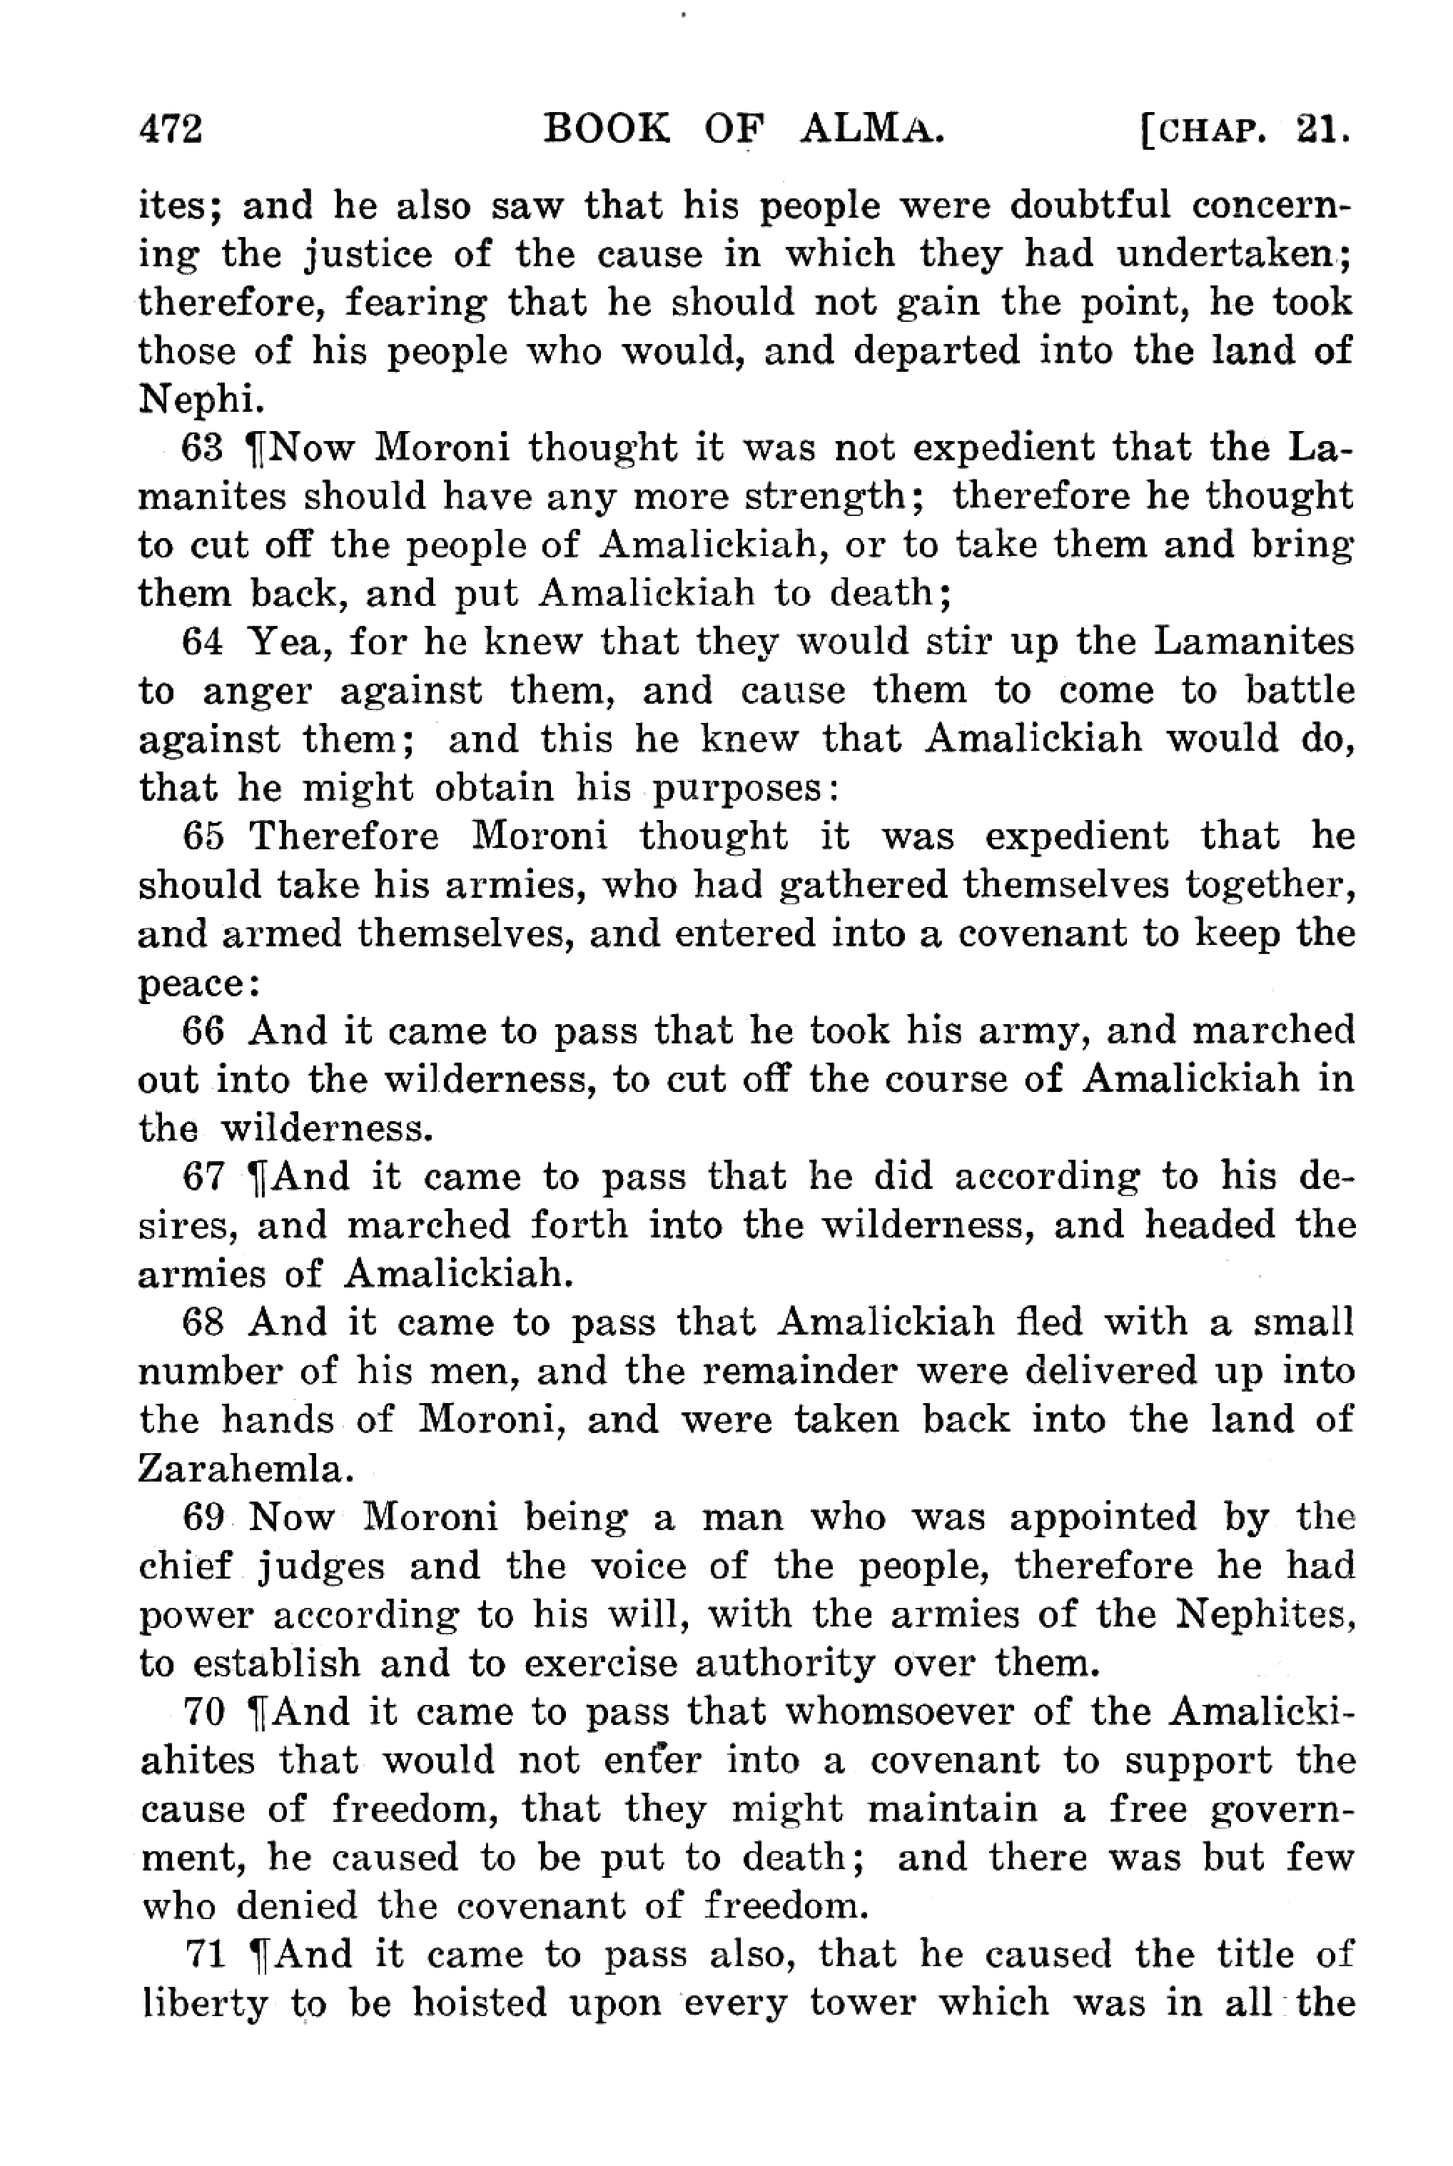 472 BOOK OF ALMA. [CHAP. 21.
ites; and he also saw that his people were doubtful concern-
ing the justice of the cause in which they had undertaken;
therefore, fearing that he should not gain the point, he took
those of his people who would, and departed into the land of
Nephi.
63 ¶Now Moroni thought it was not expedient that the La-
manites should have any more strength; therefore he thought
to cut off the people of Amalickiah, or to take them and bring
them back, and put Amalickiah to death;
64 Yea, for he knew that they would stir up the Lamanites
to anger against them, and cause them to come to battle
against them; and this he knew that Amalickiah would do,
that he might obtain his purposes:
65 Therefore Moroni thought it was expedient that he
should take his armies, who had gathered themselves together,
and armed themselves, and entered into a covenant to keep the
peace:
66 And it came to pass that he took his army, and marched
out into the wilderness, to cut off the course of Amalickiah in
the wilderness.
67 ¶And it came to pass that he did according to his de-
sires, and marched forth into the wilderness, and headed the
armies of Amalickiah.
68 And it came to pass that Amalickiah fled with a small
number of his men, and the remainder were delivered up into
the hands of Moroni, and were taken back into the land of
Zarahemla.
69 Now Moroni being a man who was appointed by the
chief judges and the voice of the people, therefore he had
power according to his will, with the armies of the Nephites,
to establish and to exercise authority over them.
70 ¶And it came to pass that whomsoever of the Amalicki-
ahites that would not enter into a covenant to support the
cause of freedom, that they might maintain a free govern-
ment, he caused to be put to death; and there was but few
who denied the covenant of freedom.
71 ¶And it came to pass also, that he caused the title of
liberty to be hoisted upon every tower which was in all the